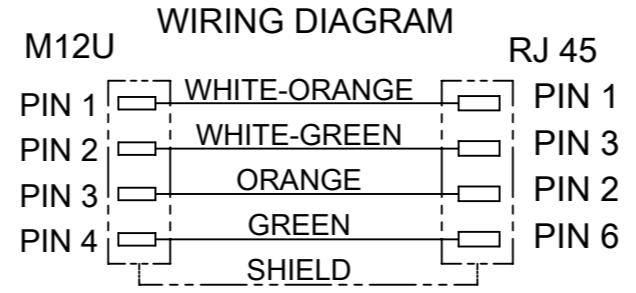 WIRING DIAGRAM
M12U RJ 45
PIN 1 WHITE-ORANGE PIN 1
PIN 2 WHITE-GREEN PIN 3
PIN 3 ORANGE PIN 2
PIN 4 GREEN PIN 6
SHIELD